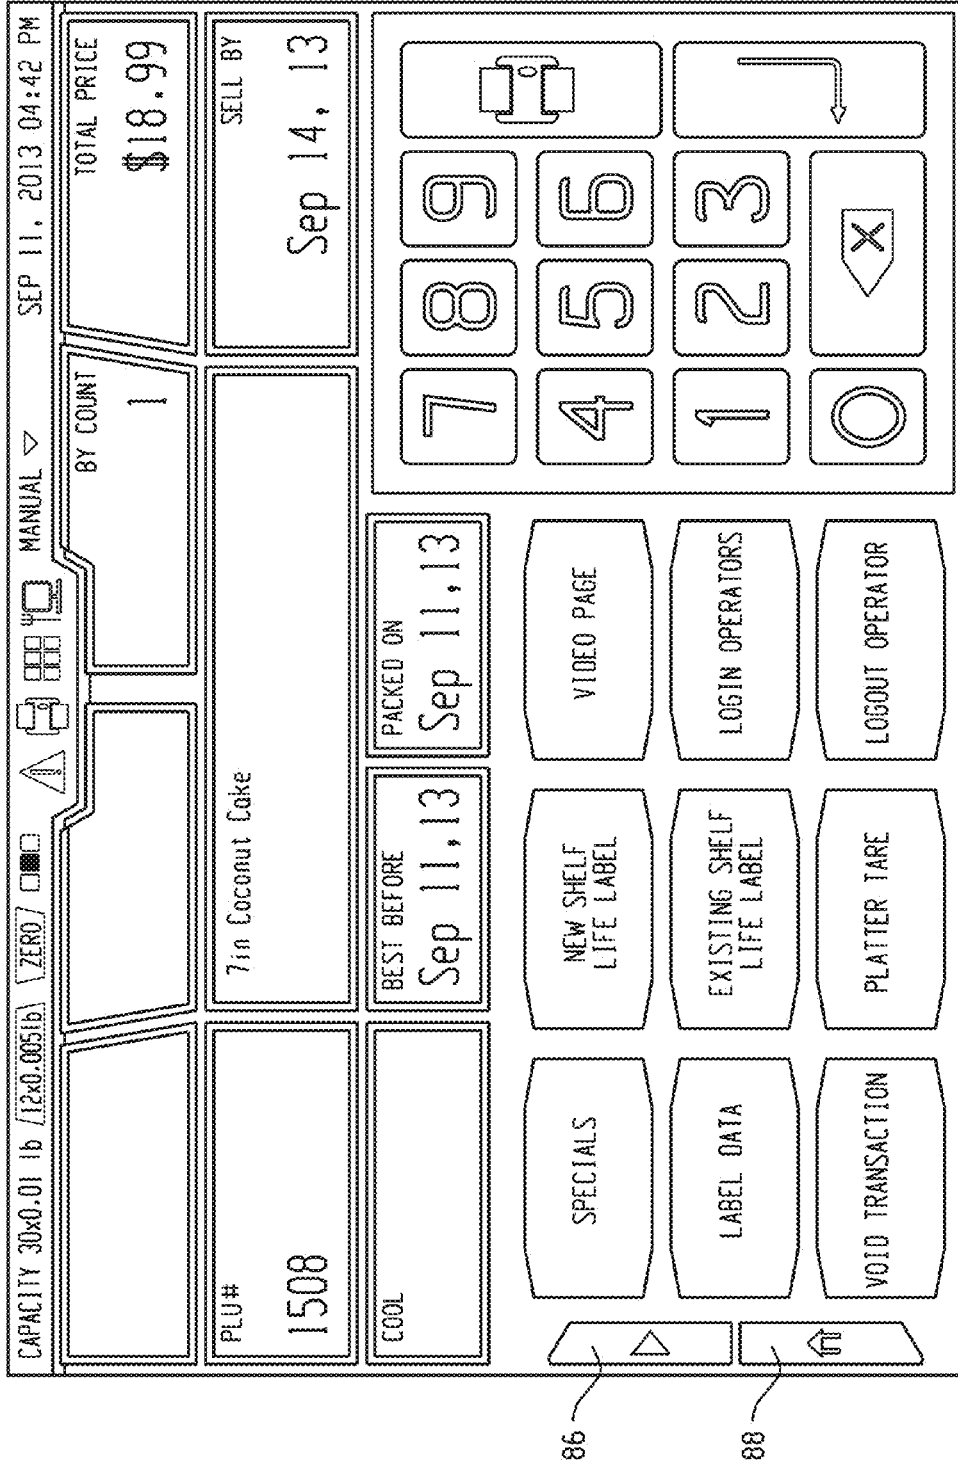 CAPACITY 30x0.01 lb /12x0.005lb\ \ZERO/ MANUAL SEP 11, 2013 04:42 PM
BY COUNT
1
TOTAL PRICE
$18.99
PLU#
1508
7in Coconut Cake
SELL BY
Sep 14, 13
COOL
BEST BEFORE
Sep 11,13
PACKED ON
Sep 11,13
SPECIALS
NEW SHELF
LIFE LABEL
VIDEO PAGE
LABEL DATA
EXISTING SHELF
LIFE LABEL
LOGIN OPERATORS
VOID TRANSACTION
PLATTER TARE
LOGOUT OPERATOR
7 8 9
4 5 6
1 2 3
0 X
86
88